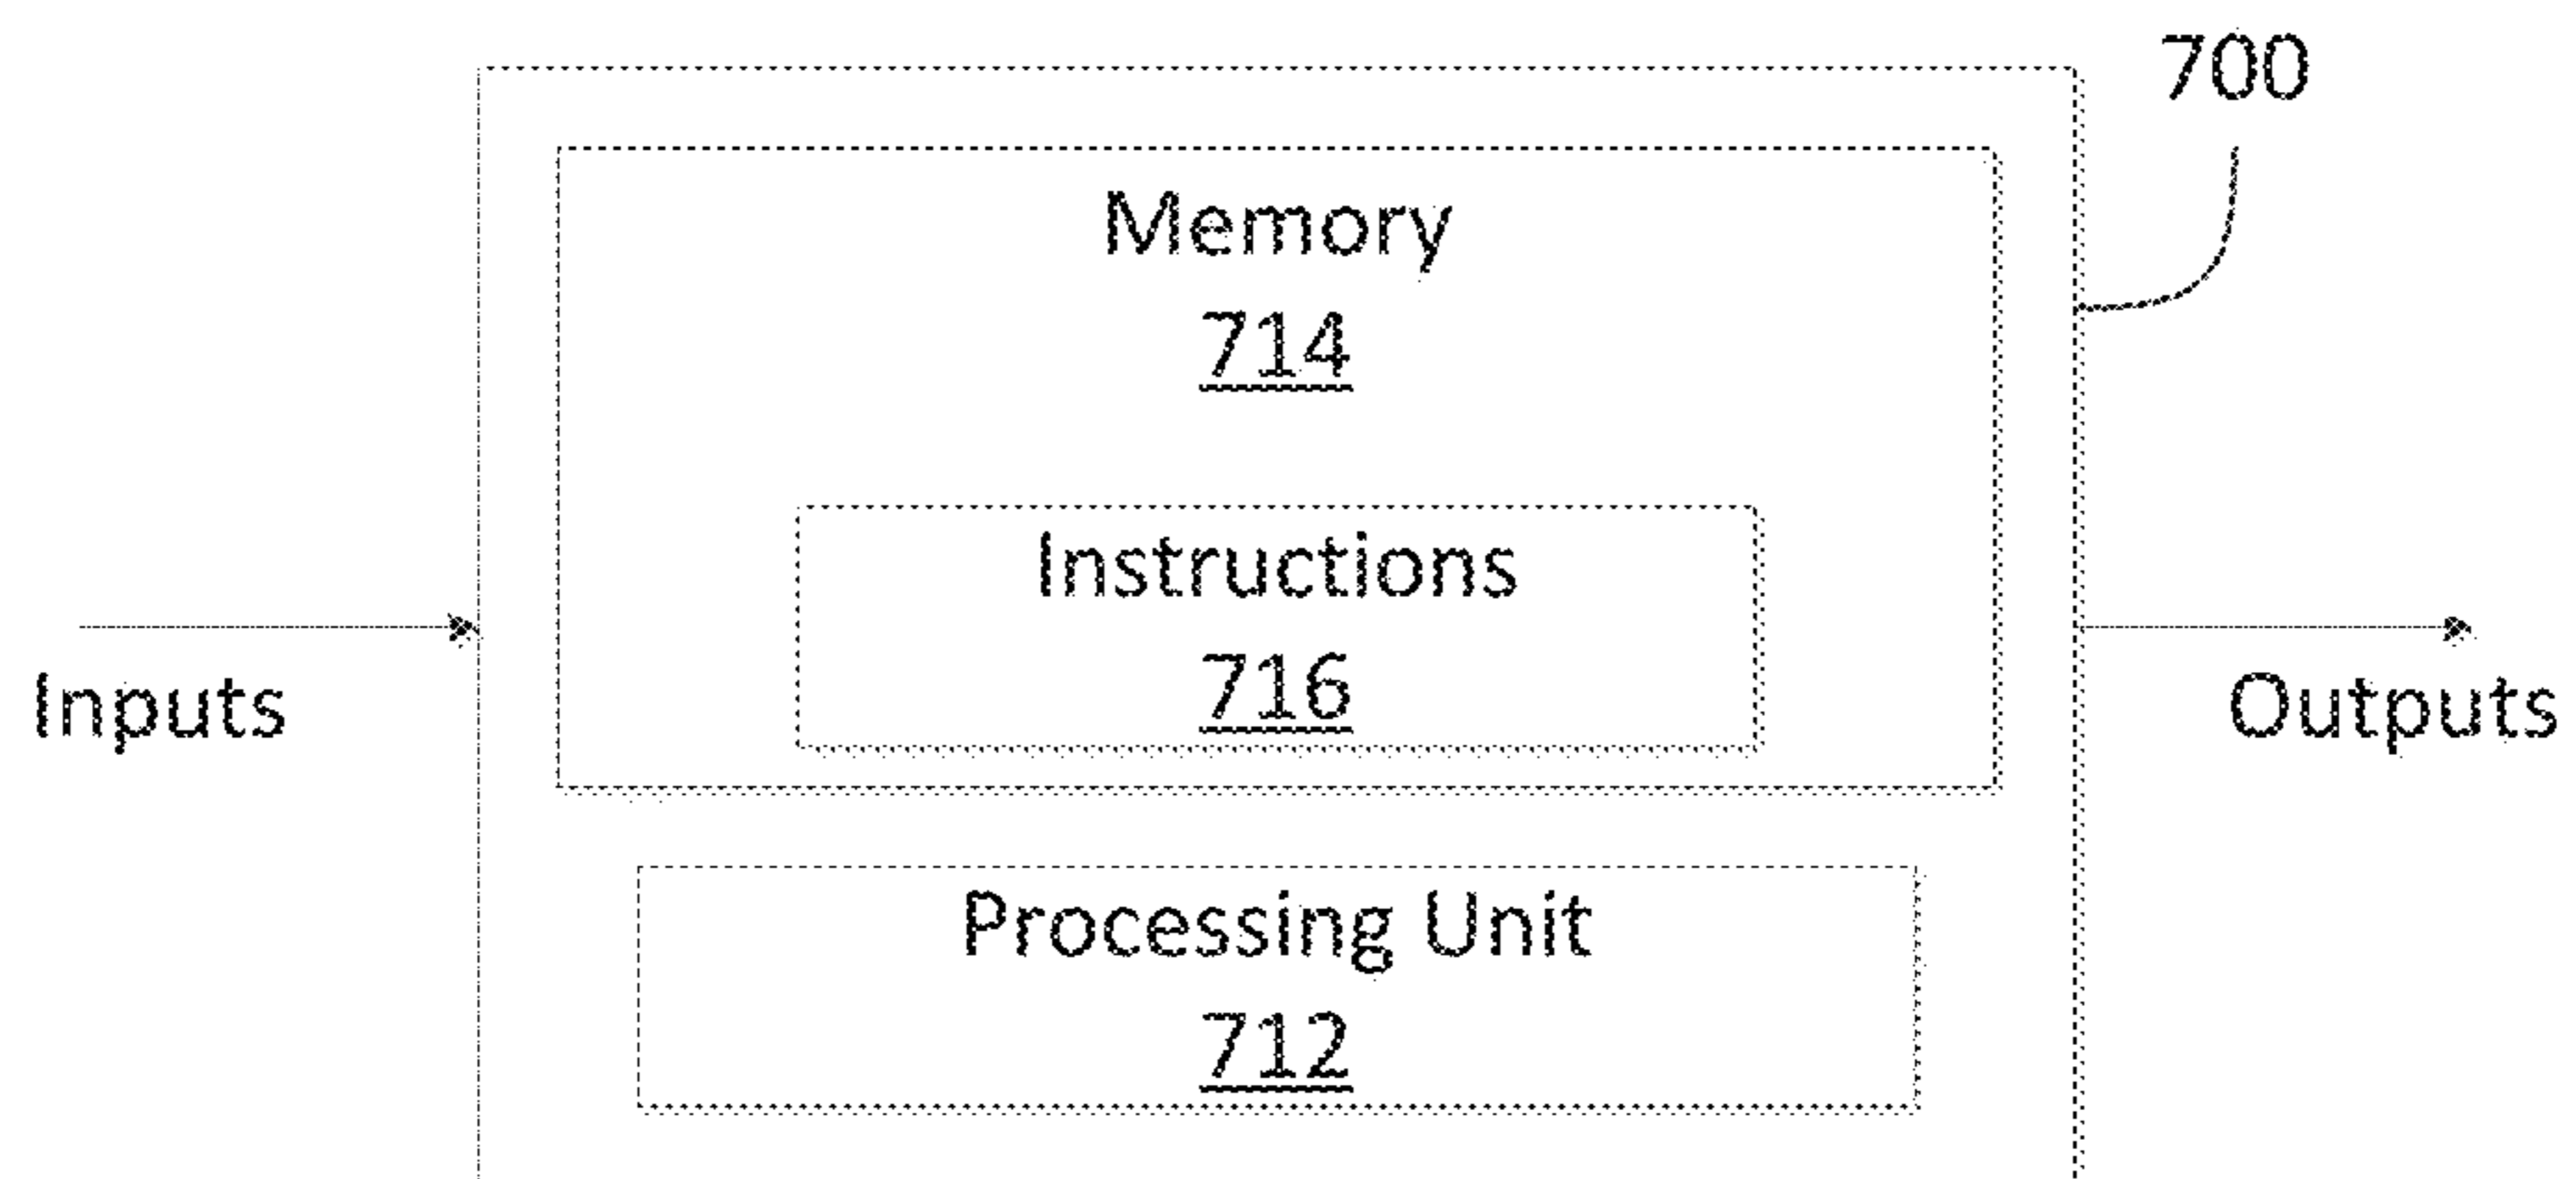 700
Memory
714
Instructions
716
Inputs
Outputs
Processing Unit
712